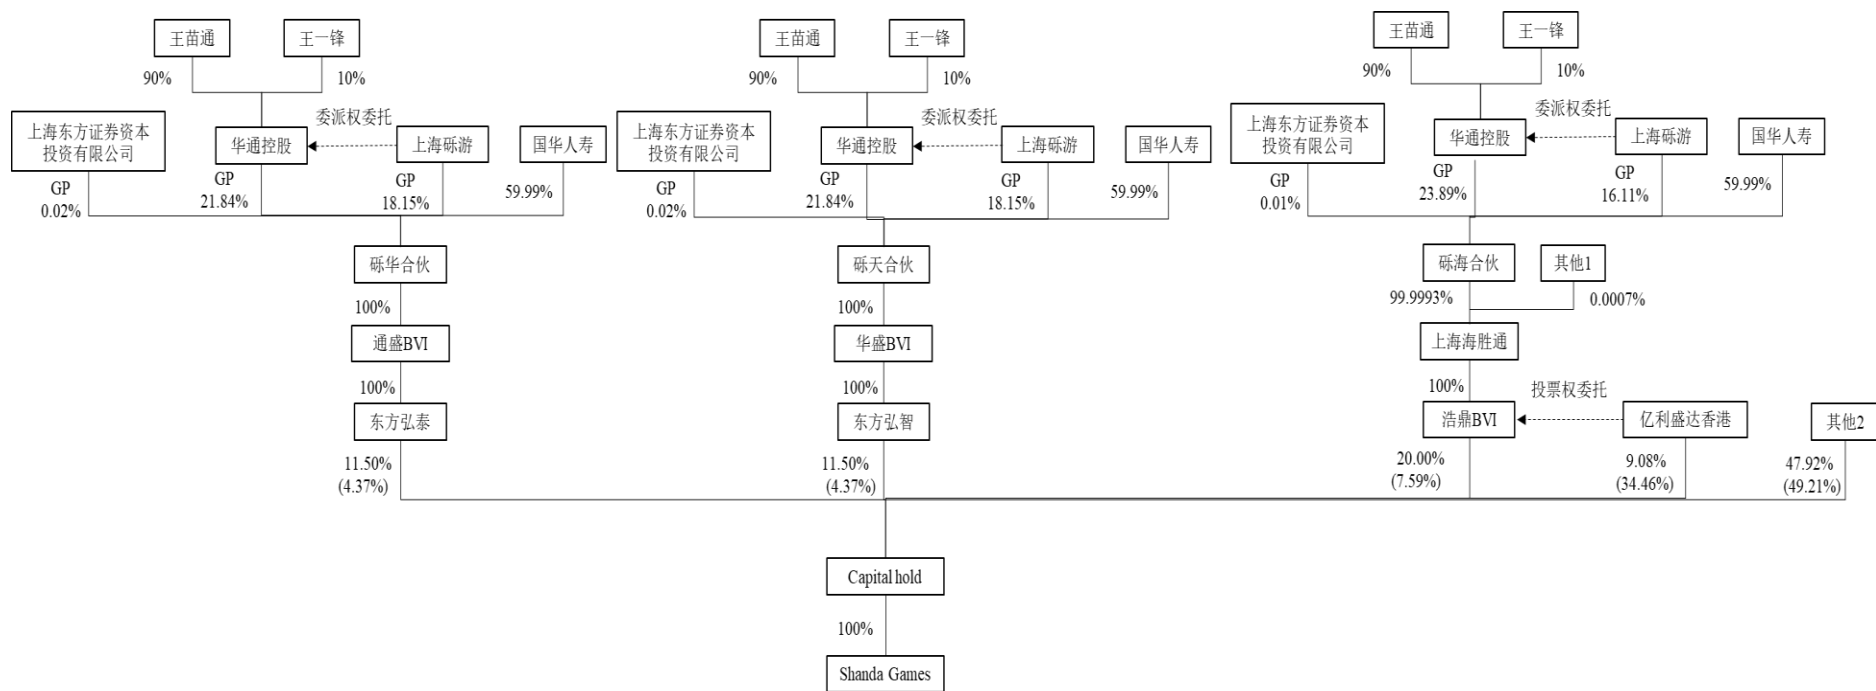 王苗通
王一锋
王苗通
王一锋
王苗通
王一锋
90%
10%
90%
10%
90%
10%
上海东方证券资本
投资有限公司
华通控股
委派权委托
上海砾游
国华人寿
上海东方证券资本
投资有限公司
华通控股
委派权委托
上海砾游
国华人寿
上海东方证券资本
投资有限公司
华通控股
委派权委托
上海砾游
国华人寿
GP
0.02%
GP
21.84%
GP
18.15%
59.99%
GP
0.02%
GP
21.84%
GP
18.15%
59.99%
GP
0.01%
GP
23.89%
GP
16.11%
59.99%
砾华合伙
砾天合伙
砾海合伙
其他1
100%
100%
99.9993%
0.0007%
通盛BVI
华盛BVI
上海海胜通
100%
100%
100%
投票权委托
东方弘泰
东方弘智
浩鼎BVI
亿利盛达香港
其他2
11.50%
(4.37%)
11.50%
(4.37%)
20.00%
(7.59%)
9.08%
(34.46%)
47.92%
(49.21%)
Capital hold
100%
Shanda Games